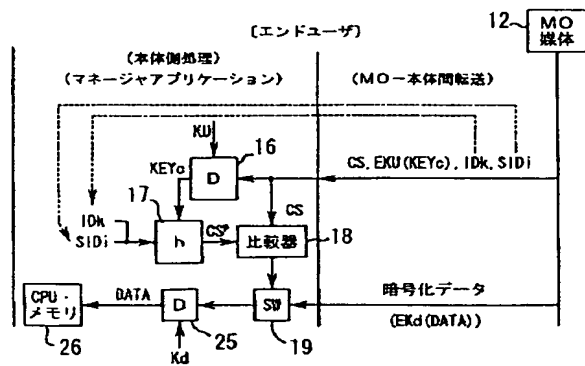 [エンドユーザ]
12
MO
媒体
(本体側処理)
(マネージャアプリケーション)
(MO-本体間転送)
KU
16
KEYc
D
CS, EKU(KEYc), IDk, SIDi
17
IDk
SIDi
h
CS
CS'
比較器
18
CPU・
メモリ
DATA
D
SW
暗号化データ
(EKd(DATA))
26
Kd
25
19